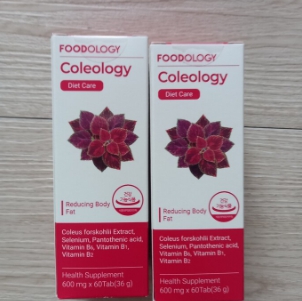 FOODOLOGY
Coleology
Diet Care
Reducing Body
Fat
Coleus forskohlii Extract,
Selenium, Pantothenic acid,
Vitamin B₆, Vitamin B₁,
Vitamin B₂
Health Supplement
600 mg x 60Tab(36 g)
FOODOLOGY
Coleology
Diet Care
Reducing Body
Fat
Coleus forskohlii Extract,
Selenium, Pantothenic acid,
Vitamin B₆, Vitamin B₁,
Vitamin B₂
Health Supplement
600 mg x 60Tab(36 g)